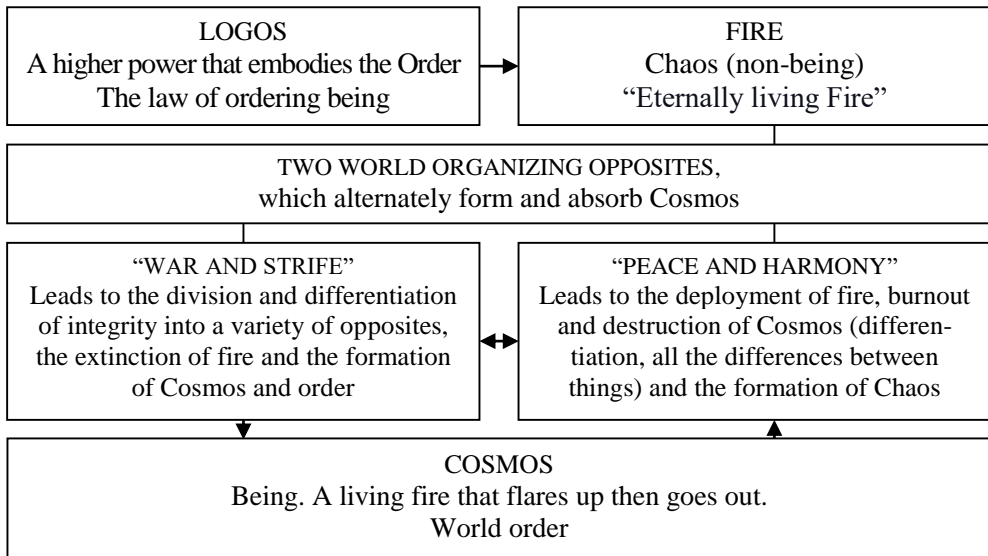 LOGOS
A higher power that embodies the Order
The law of ordering being
FIRE
Chaos (non-being)
“Eternally living Fire”
TWO WORLD ORGANIZING OPPOSITES,
which alternately form and absorb Cosmos
“WAR AND STRIFE”
Leads to the division and differentiation
of integrity into a variety of opposites,
the extinction of fire and the formation
of Cosmos and order
“PEACE AND HARMONY”
Leads to the deployment of fire, burnout
and destruction of Cosmos (differen-
tiation, all the differences between
things) and the formation of Chaos
COSMOS
Being. A living fire that flares up then goes out.
World order